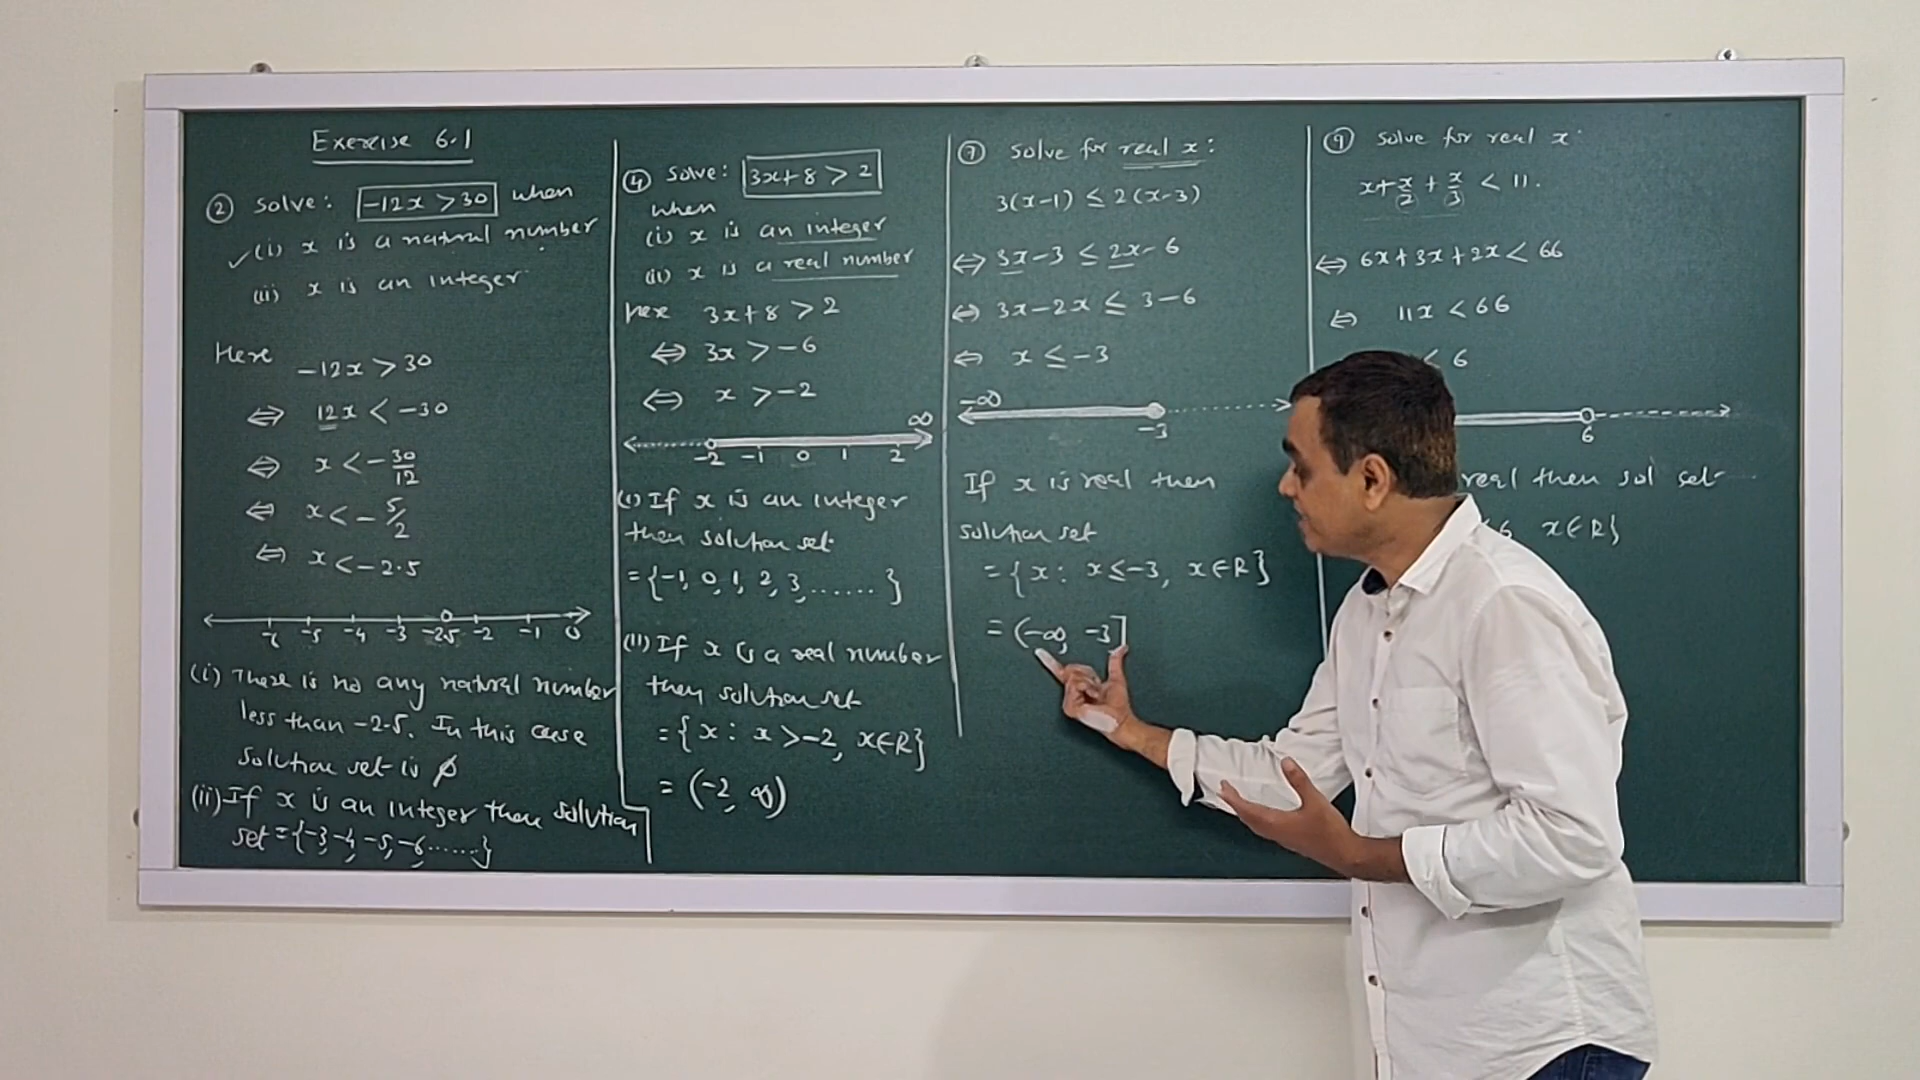 Exercise 6.1
② Solve: -12x > 30 when
(i) x is a natural number
(ii) x is an integer
Here -12x > 30
⇔ 12x < -30
⇔ x < -30/12
⇔ x < -5/2
⇔ x < -2.5
-6 -5 -4 -3 -2.5 -2 -1 0
(i) There is no any natural number
less than -2.5. In this case
Solution set is ϕ
(ii) If x is an integer then solution
set = {-3, -4, -5, -6, ......}
④ Solve: 3x+8 > 2
when
(i) x is an integer
(ii) x is a real number
Here 3x+8 > 2
⇔ 3x > -6
⇔ x > -2
∞
-2 -1 0 1 2
(i) If x is an integer
then solution set
= {-1, 0, 1, 2, 3, ......}
(ii) If x is a real number
then solution set
= {x : x > -2, x∈R}
= (-2, ∞)
⑦ Solve for real x :
3(x-1) ≤ 2(x-3)
⇔ 3x-3 ≤ 2x-6
⇔ 3x-2x ≤ 3-6
⇔ x ≤ -3
-∞
-3
If x is real then
solution set
= {x : x ≤ -3, x∈R}
= (-∞, -3]
⑨ Solve for real x
x + x/2 + x/3 < 11.
⇔ 6x+3x+2x < 66
⇔ 11x < 66
< 6
6
real then sol set
6 x∈R}